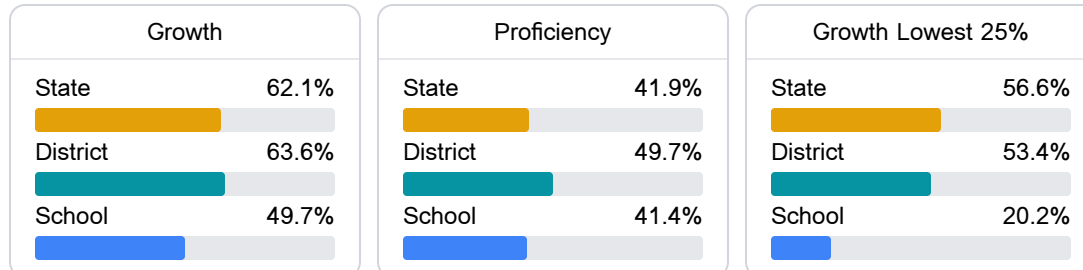 Growth
State 62.1%
District 63.6%
School 49.7%
Proficiency
State 41.9%
District 49.7%
School 41.4%
Growth Lowest 25%
State 56.6%
District 53.4%
School 20.2%